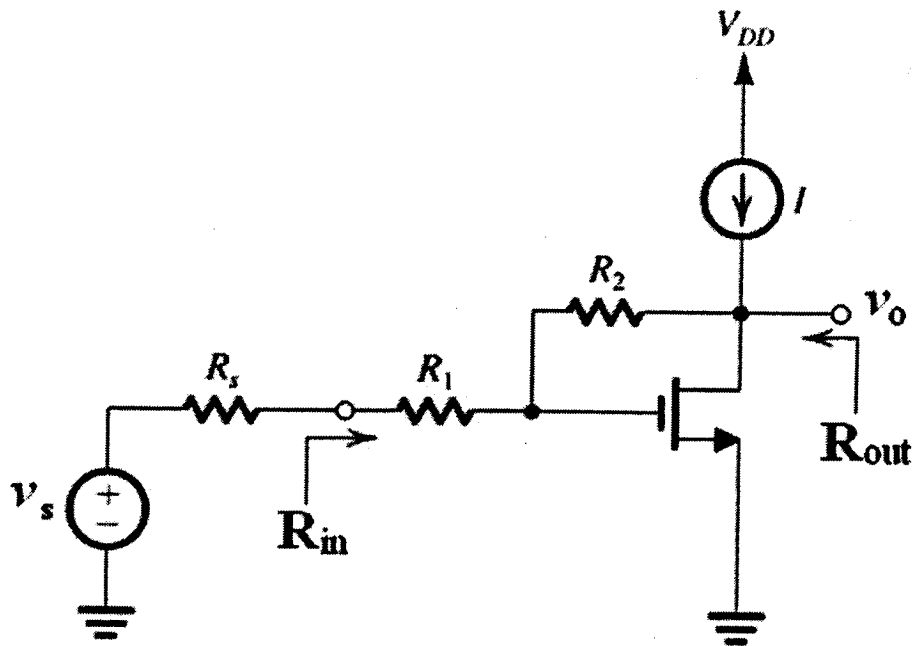 V_DD
I
R_2
v_o
R_s
R_1
R_out
v_s
+
−
R_in